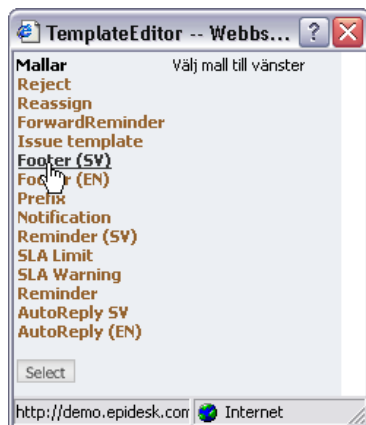 TemplateEditor -- Webbs...
Mallar Välj mall till vänster
Reject
Reassign
ForwardReminder
Issue template
Footer (SV)
Footer (EN)
Prefix
Notification
Reminder (SV)
SLA Limit
SLA Warning
Reminder
AutoReply SV
AutoReply (EN)
Select
http://demo.epidesk.com Internet